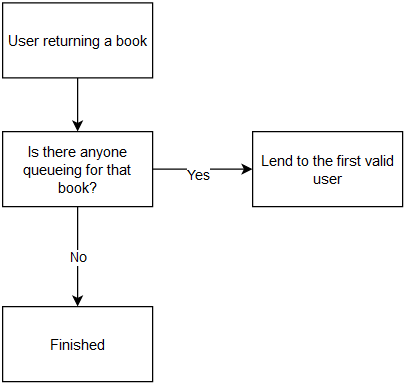 User returning a book
Is there anyone
queueing for that
book?
Yes
Lend to the first valid
user
No
Finished